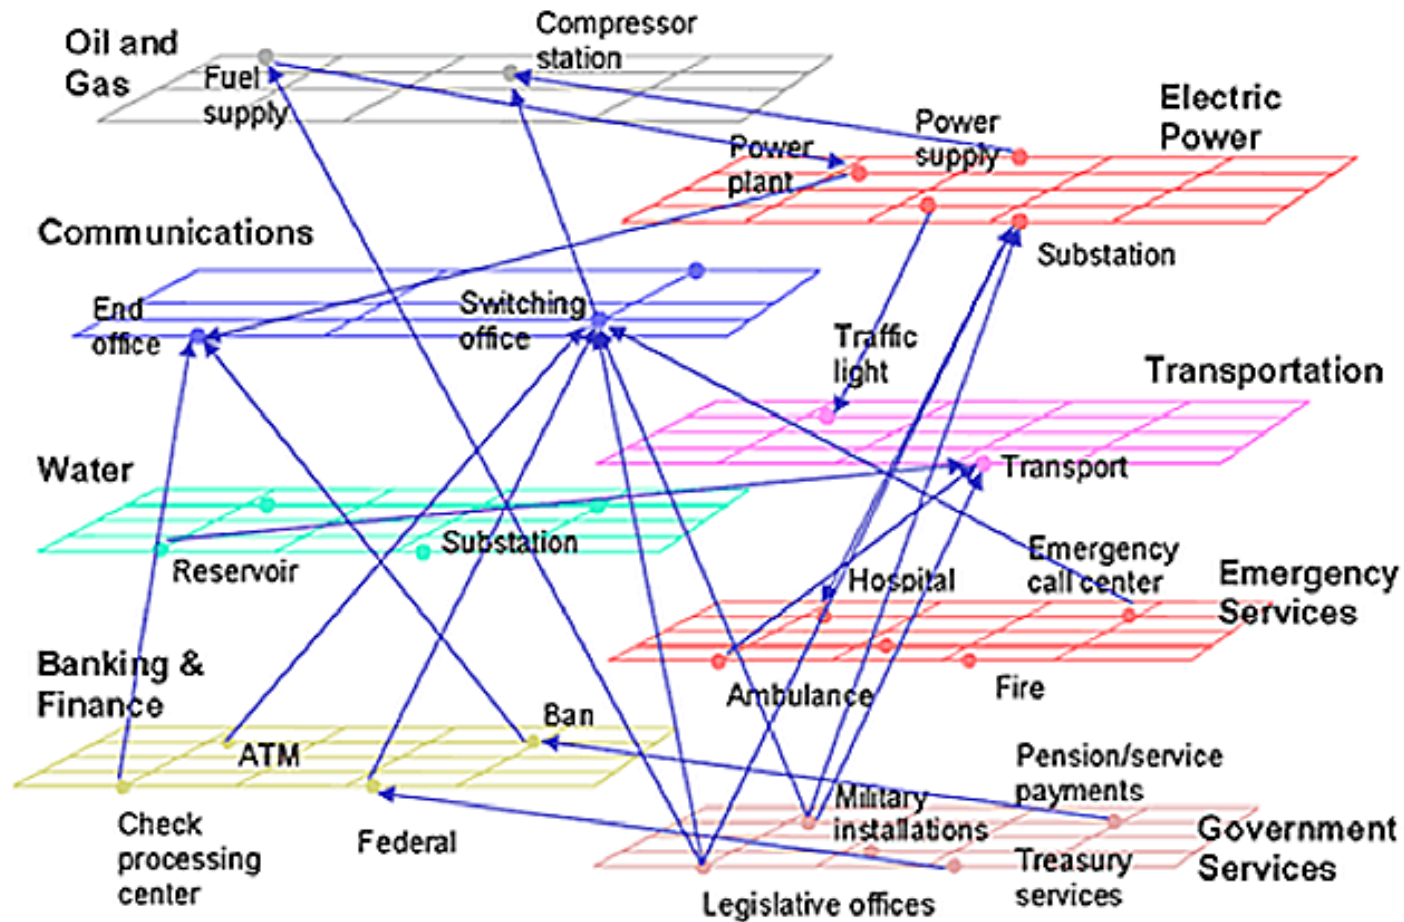 Oil and
Gas
Fuel
supply
Compressor
station
Electric
Power
Power
supply
Power
plant
Substation
Communications
End
office
Switching
office
Traffic
light
Transportation
Transport
Water
Substation
Reservoir
Hospital
Emergency
call center
Emergency
Services
Ambulance
Fire
Banking &
Finance
ATM
Ban
Check
processing
center
Federal
Pension/service
payments
Military
installations
Government
Services
Treasury
services
Legislative offices